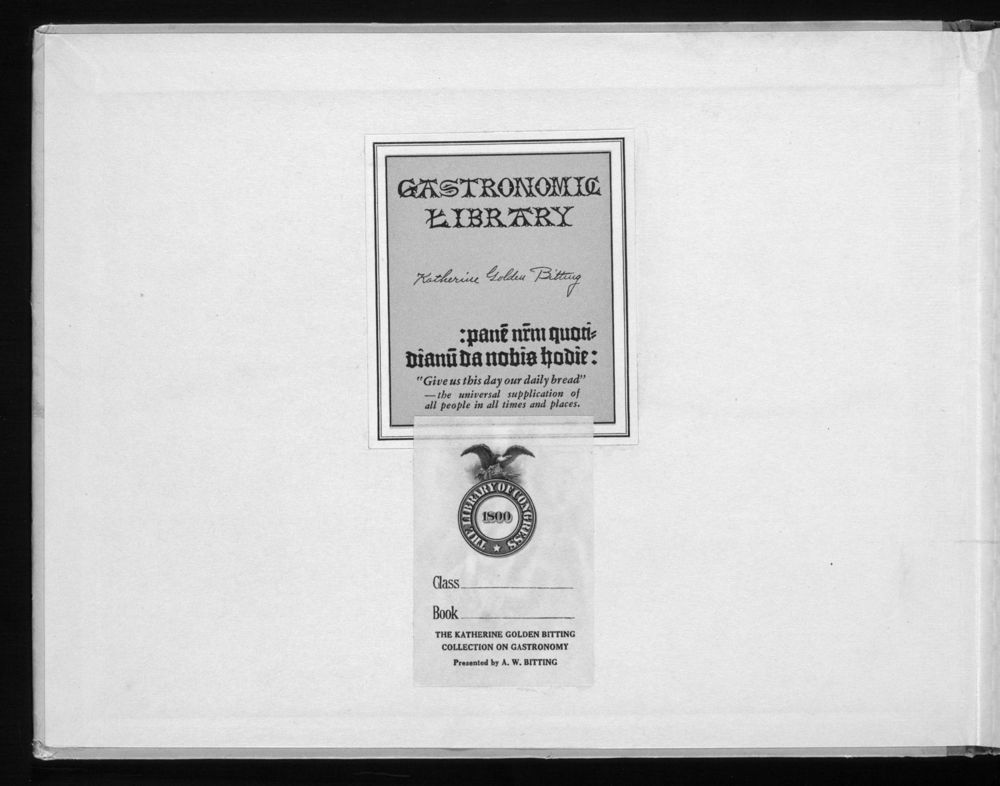 GASTRONOMIC
LIBRARY
Katherine Golden Bitting
:panē nr̄m quoti=
dianū da nobis hodie:
"Give us this day our daily bread"
—the universal supplication of
all people in all times and places.
THE LIBRARY OF CONGRESS
1800
Class
Book
THE KATHERINE GOLDEN BITTING
COLLECTION ON GASTRONOMY
Presented by A. W. BITTING